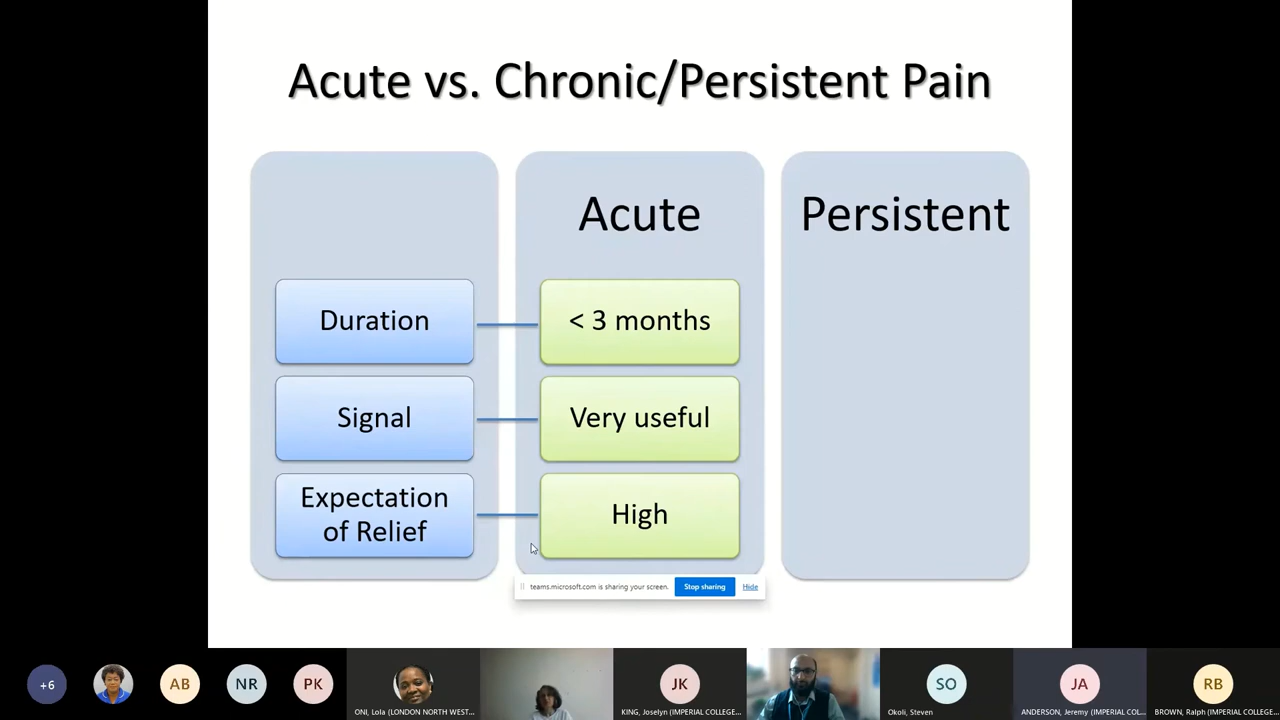 Acute vs. Chronic/Persistent Pain
Acute
Persistent
Duration
< 3 months
Signal
Very useful
Expectation
of Relief
High
teams.microsoft.com is sharing your screen.
Stop sharing
Hide
+6
AB
NR
PK
ONI, Lola (LONDON NORTH WEST...
JK
KING, Joselyn (IMPERIAL COLLEGE...
SO
Okoli, Steven
JA
ANDERSON, Jeremy (IMPERIAL COL...
RB
BROWN, Ralph (IMPERIAL COLLEGE...